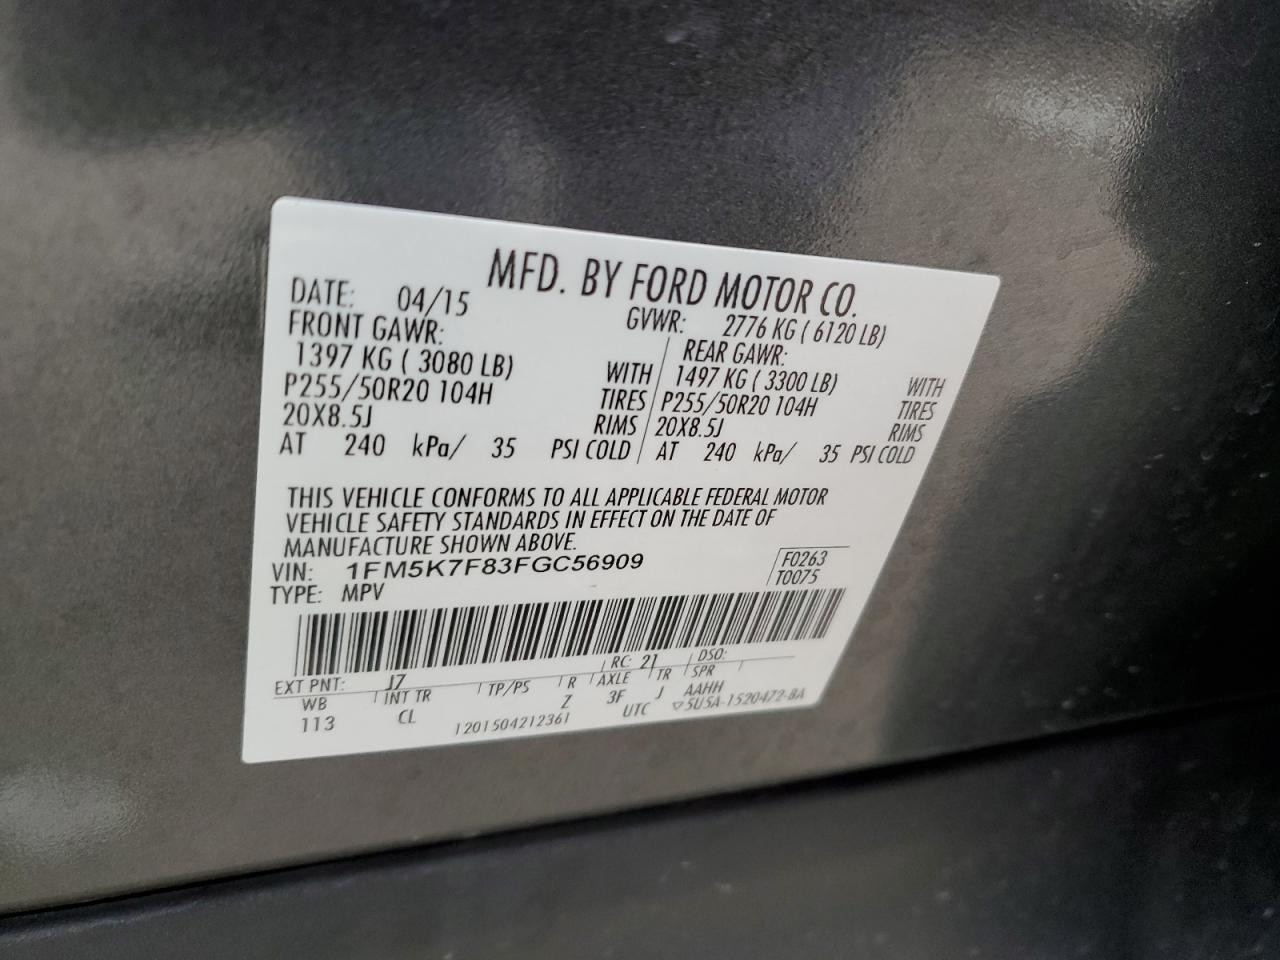 MFD. BY FORD MOTOR CO.
DATE: 04/15 GVWR: 2776 KG ( 6120 LB)
FRONT GAWR: REAR GAWR:
1397 KG ( 3080 LB) WITH 1497 KG ( 3300 LB) WITH
P255/50R20 104H TIRES P255/50R20 104H TIRES
20X8.5J RIMS 20X8.5J RIMS
AT 240 kPa/ 35 PSI COLD AT 240 kPa/ 35 PSI COLD
THIS VEHICLE CONFORMS TO ALL APPLICABLE FEDERAL MOTOR
VEHICLE SAFETY STANDARDS IN EFFECT ON THE DATE OF
MANUFACTURE SHOWN ABOVE.
VIN: 1FM5K7F83FGC56909 F0263
TYPE: MPV T0075
EXT PNT: J7 RC: 21 DSO:
WB INT TR TP/PS R AXLE TR SPR
113 CL Z 3F J AAHH
1201504212361 UTC ▽5U5A-1520472-BA